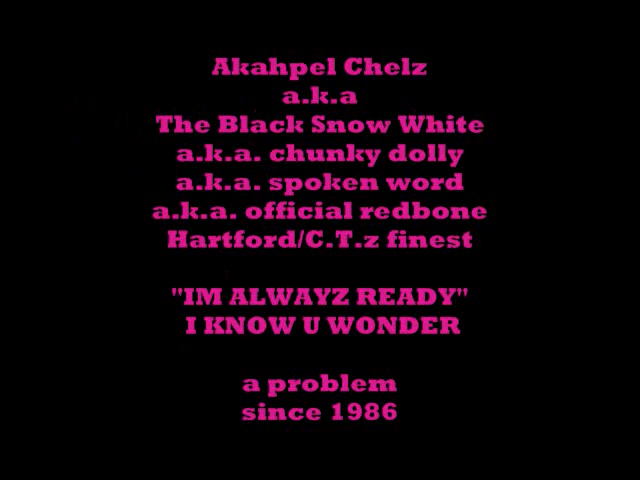 Akahpel Chelz
a.k.a
The Black Snow White
a.k.a. chunky dolly
a.k.a. spoken word
a.k.a. official redbone
Hartford/C.T.z finest
"IM ALWAYZ READY"
I KNOW U WONDER
a problem
since 1986